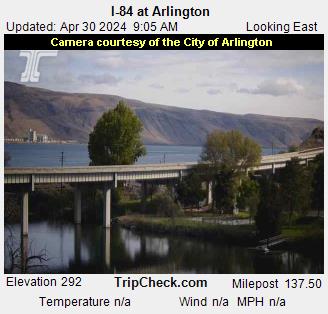 I-84 at Arlington
Updated: Apr 30 2024 9:05 AM Looking East
Camera courtesy of the City of Arlington
Elevation 292 TripCheck.com Milepost 137.50
Temperature n/a Wind n/a MPH n/a